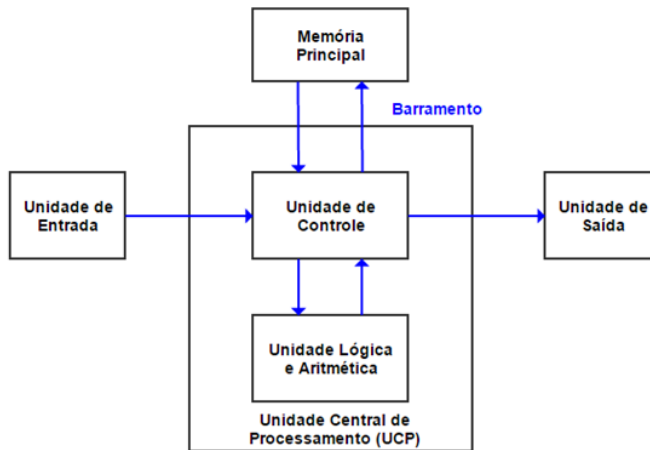 Memória
Principal
Barramento
Unidade de
Entrada
Unidade de
Controle
Unidade de
Saída
Unidade Lógica
e Aritmética
Unidade Central de
Processamento (UCP)